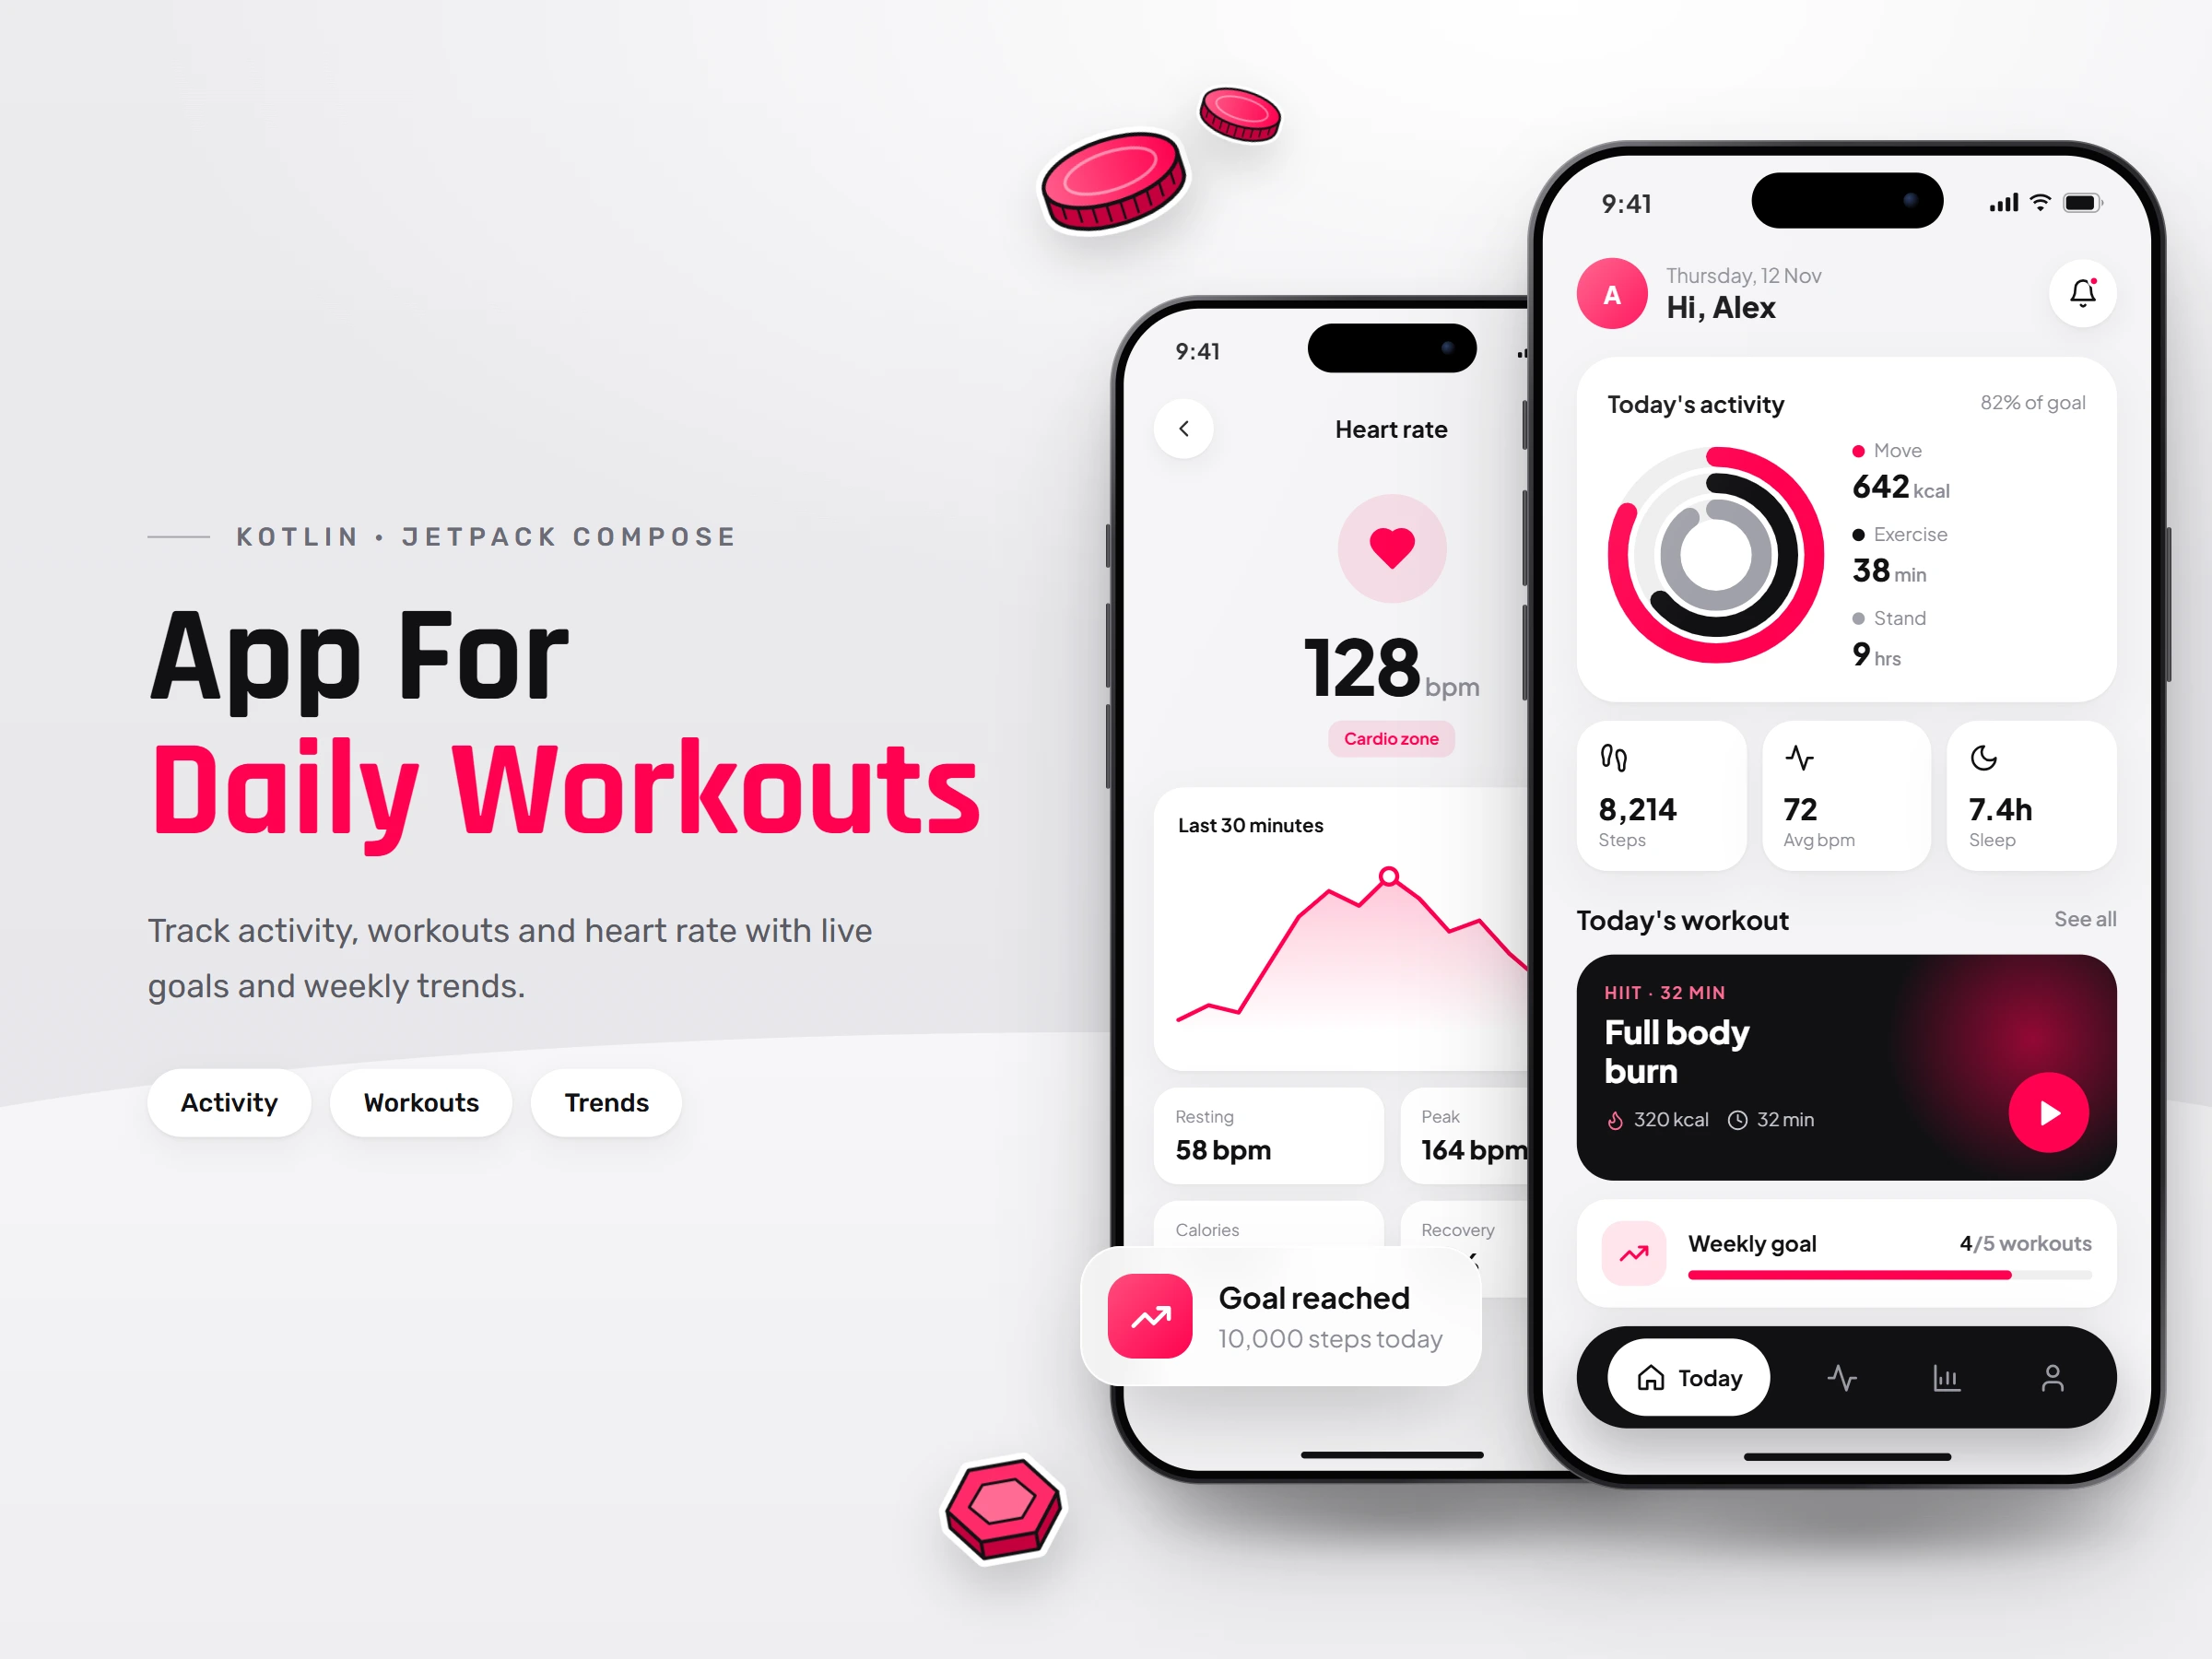 KOTLIN • JETPACK COMPOSE
App For
Daily Workouts
Track activity, workouts and heart rate with live
goals and weekly trends.
Activity
Workouts
Trends
9:41
Heart rate
128 bpm
Cardio zone
Last 30 minutes
Resting
58 bpm
Peak
164 bpm
Calories
Recovery
Goal reached
10,000 steps today
9:41
A
Thursday, 12 Nov
Hi, Alex
Today's activity
82% of goal
Move
642 kcal
Exercise
38 min
Stand
9 hrs
8,214
Steps
72
Avg bpm
7.4h
Sleep
Today's workout
See all
HIIT · 32 MIN
Full body
burn
320 kcal
32 min
Weekly goal
4/5 workouts
Today